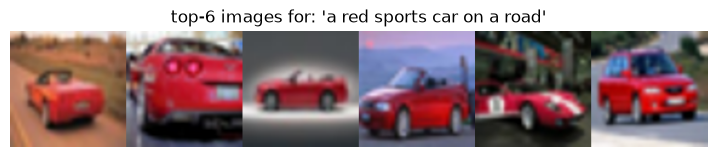 top-6 images for: 'a red sports car on a road'